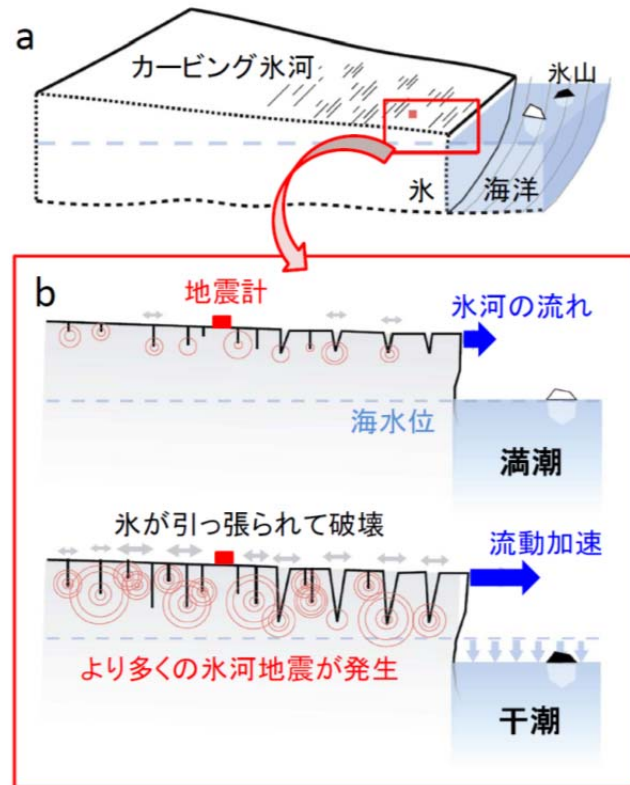 a
カービング氷河
氷山
氷
海洋
b
地震計
氷河の流れ
海水位
満潮
氷が引っ張られて破壊
流動加速
より多くの氷河地震が発生
干潮